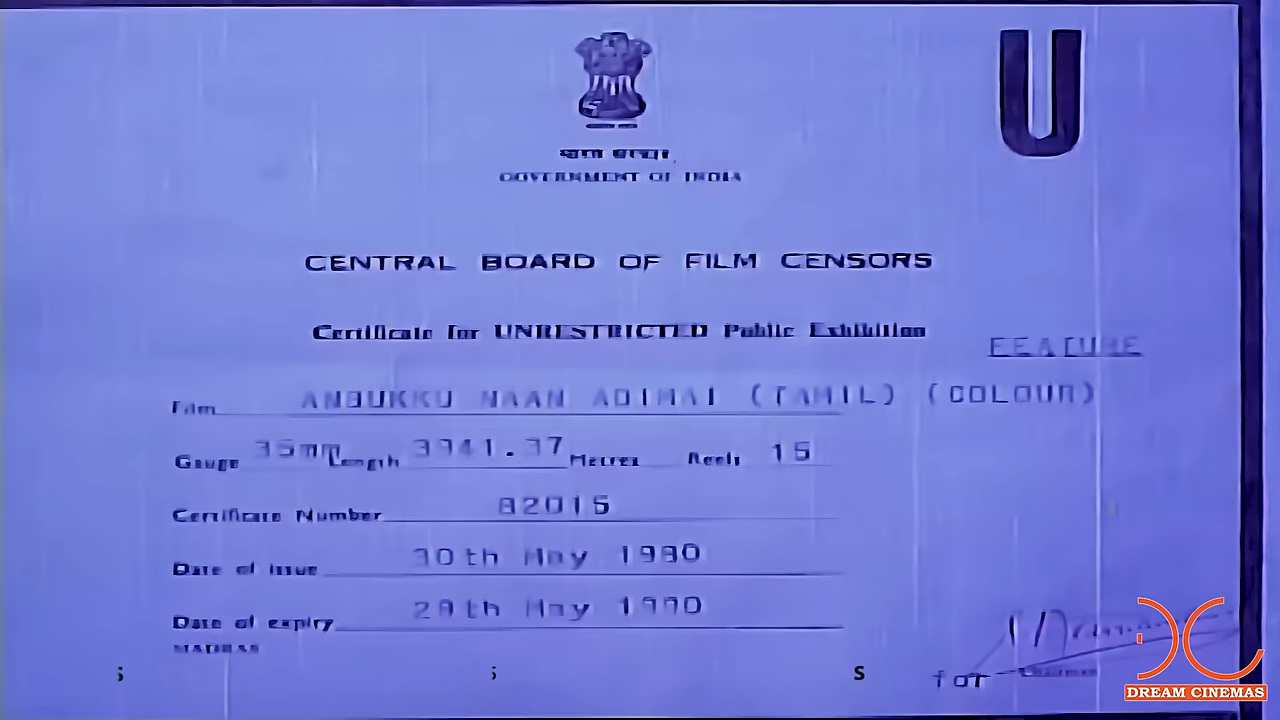 U
भारत सरकार
GOVERNMENT OF INDIA
CENTRAL BOARD OF FILM CENSORS
Certificate for UNRESTRICTED Public Exhibition
FEATURE
Film ANBUKKU NAAN ADIMAI (TAMIL) (COLOUR)
Gauge 35mm Length 3941.37 Metres Reels 15
Certificate Number 82015
Date of issue 30th May 1980
Date of expiry 29th May 1990
MADRAS
S
for Chairman
DREAM CINEMAS